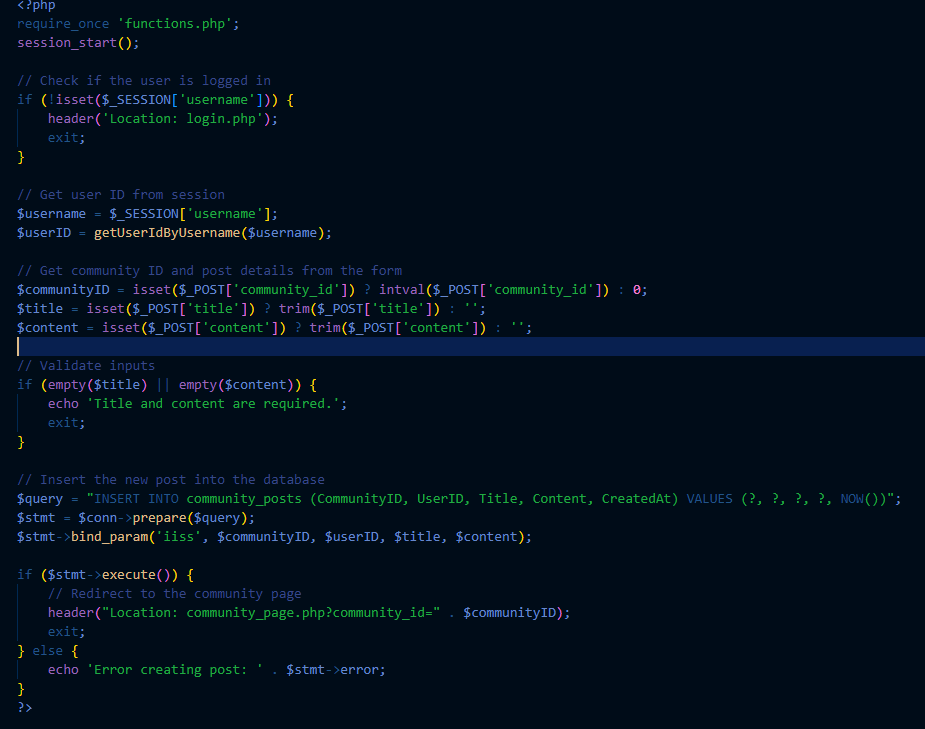 <?php
require_once 'functions.php';
session_start();
// Check if the user is logged in
if (!isset($_SESSION['username'])) {
header('Location: login.php');
exit;
}
// Get user ID from session
$username = $_SESSION['username'];
$userID = getUserIdByUsername($username);
// Get community ID and post details from the form
$communityID = isset($_POST['community_id']) ? intval($_POST['community_id']) : 0;
$title = isset($_POST['title']) ? trim($_POST['title']) : '';
$content = isset($_POST['content']) ? trim($_POST['content']) : '';
// Validate inputs
if (empty($title) || empty($content)) {
echo 'Title and content are required.';
exit;
}
// Insert the new post into the database
$query = "INSERT INTO community_posts (CommunityID, UserID, Title, Content, CreatedAt) VALUES (?, ?, ?, ?, NOW())";
$stmt = $conn->prepare($query);
$stmt->bind_param('iiss', $communityID, $userID, $title, $content);
if ($stmt->execute()) {
// Redirect to the community page
header("Location: community_page.php?community_id=" . $communityID);
exit;
} else {
echo 'Error creating post: ' . $stmt->error;
}
?>